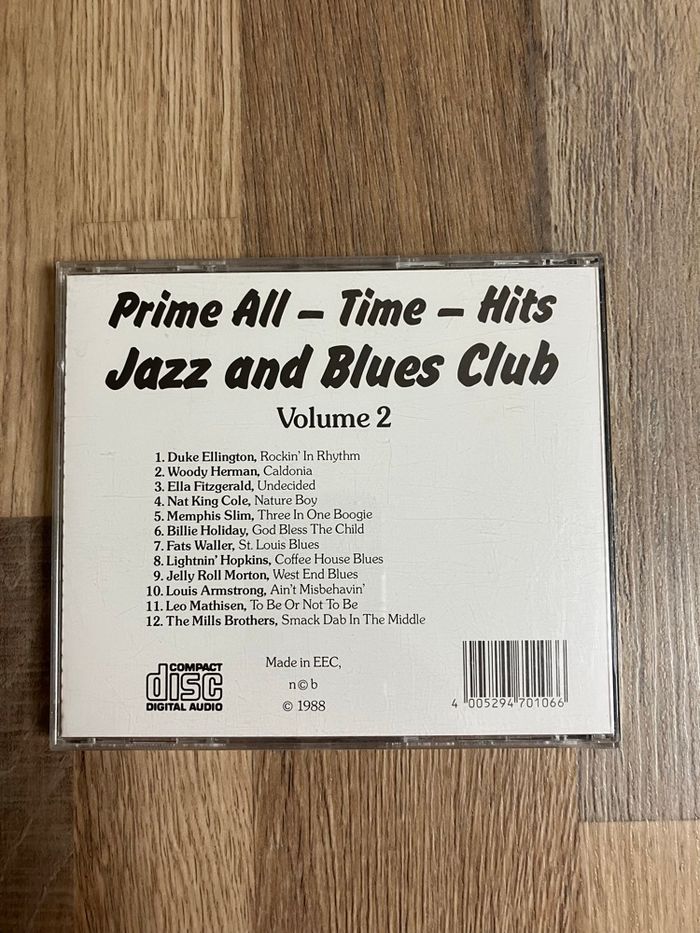 Prime All – Time – Hits
Jazz and Blues Club
Volume 2
1. Duke Ellington, Rockin' In Rhythm
2. Woody Herman, Caldonia
3. Ella Fitzgerald, Undecided
4. Nat King Cole, Nature Boy
5. Memphis Slim, Three In One Boogie
6. Billie Holiday, God Bless The Child
7. Fats Waller, St. Louis Blues
8. Lightnin' Hopkins, Coffee House Blues
9. Jelly Roll Morton, West End Blues
10. Louis Armstrong, Ain't Misbehavin'
11. Leo Mathisen, To Be Or Not To Be
12. The Mills Brothers, Smack Dab In The Middle
COMPACT
disc
DIGITAL AUDIO
Made in EEC,
n©b
© 1988
4 005294 701066